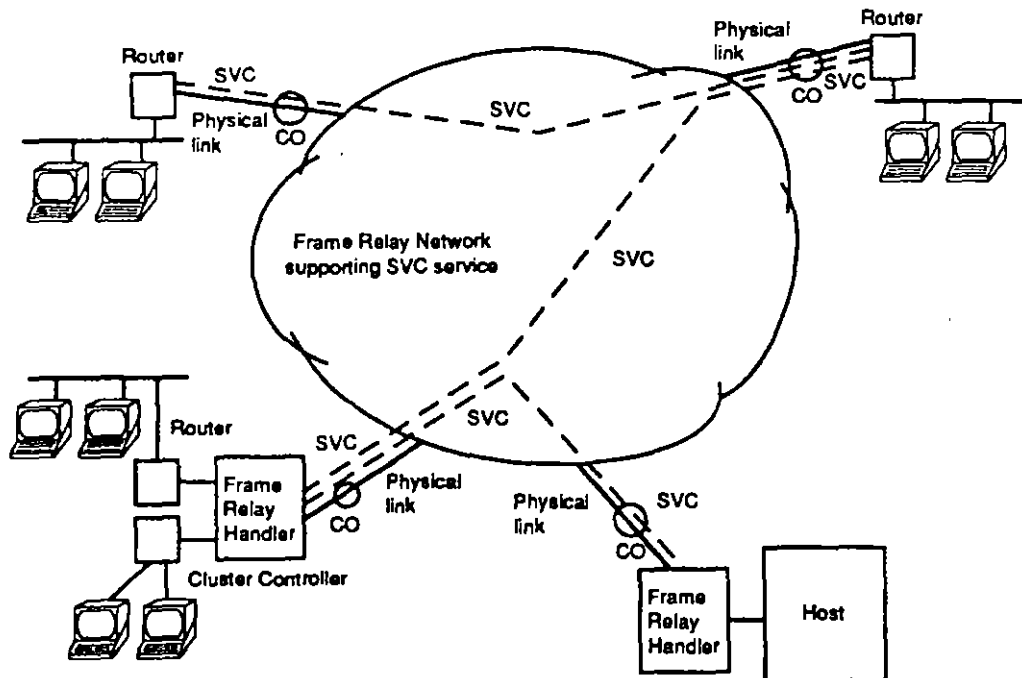 Router
SVC
Physical
link
CO
SVC
Physical
link
Router
CO
SVC
Frame Relay Network
supporting SVC service
SVC
Router
SVC
SVC
Frame
Relay
Handler
CO
Physical
link
Cluster Controller
Physical
link
SVC
CO
Frame
Relay
Handler
Host